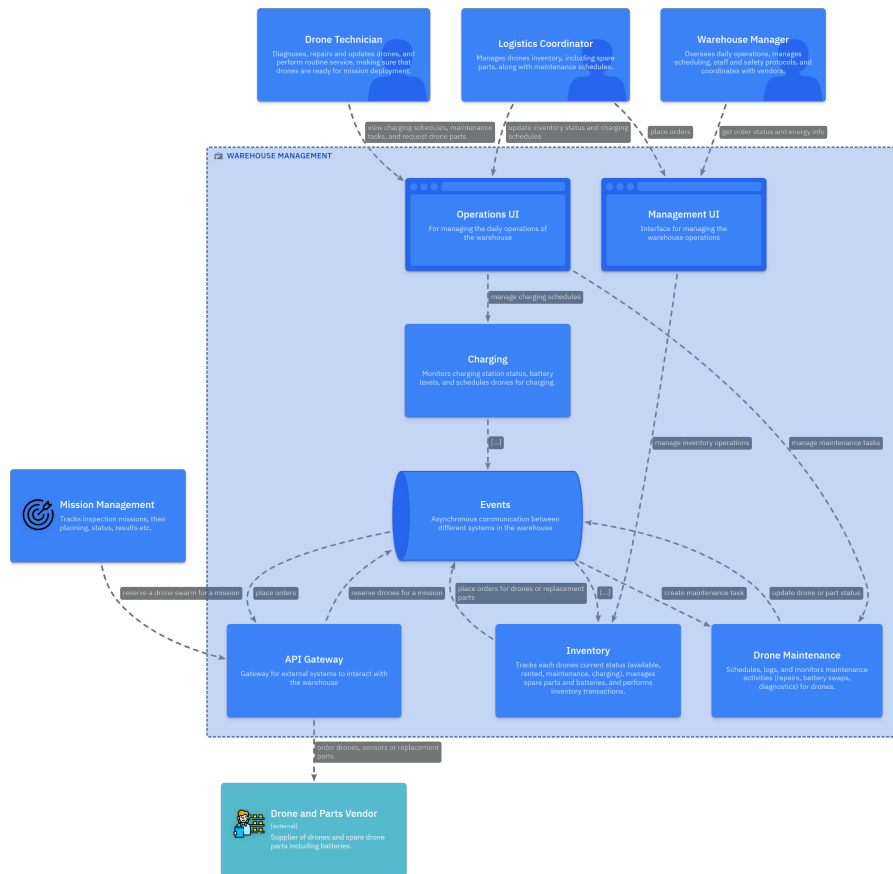 Drone Technician
Diagnoses, repairs and updates drones, and
perform routine service, making sure that
drones are ready for mission deployment.
Logistics Coordinator
Manages drones inventory, including spare
parts, along with maintenance schedules.
Warehouse Manager
Oversees daily operations, manages
scheduling, staff and safety protocols, and
coordinates with vendors.
view charging schedules, maintenance
tasks, and request drone parts
update inventory status and charging
schedules
place orders
get order status and energy info
WAREHOUSE MANAGEMENT
Operations UI
For managing the daily operations of
the warehouse
Management UI
Interface for managing the
warehouse operations
manage charging schedules
Charging
Monitors charging station status, battery
levels, and schedules drones for charging.
[...]
manage inventory operations
manage maintenance tasks
Mission Management
Tracks inspection missions, their
planning, status, results etc.
Events
Asynchronous communication between
different systems in the warehouse
reserve a drone swarm for a mission
place orders
reserve drones for a mission
place orders for drones or replacement
parts
[...]
create maintenance task
update drone or part status
API Gateway
Gateway for external systems to interact with
the warehouse
Inventory
Tracks each drones current status (available,
rented, maintenance, charging), manages
spare parts and batteries, and performs
inventory transactions.
Drone Maintenance
Schedules, logs, and monitors maintenance
activities (repairs, battery swaps,
diagnostics) for drones.
order drones, sensors or replacement
parts
Drone and Parts Vendor
[external]
Supplier of drones and spare drone
parts including batteries.